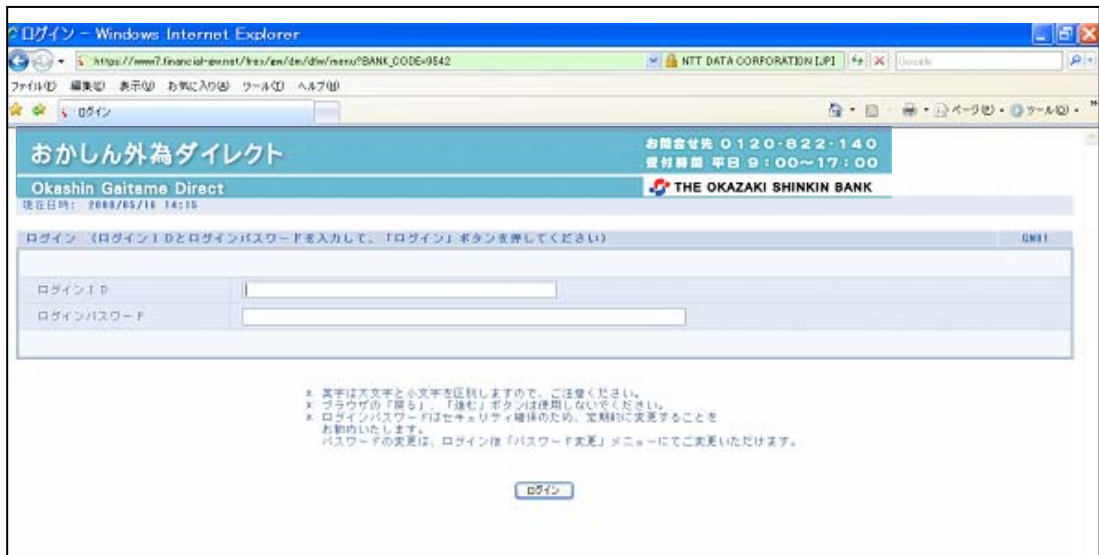 ログイン - Windows Internet Explorer
https://www7.financial-ew.net/frex/ew/dm/dfw/menu?BANK_CODE=9542
NTT DATA CORPORATION [JP]
Google
ファイル(F) 編集(E) 表示(V) お気に入り(A) ツール(T) ヘルプ(H)
ログイン
ページ(P) ツール(O)
おかしん外為ダイレクト
お問合せ先 0120-822-140
受付時間 平日 9:00~17:00
Okashin Gaitame Direct
THE OKAZAKI SHINKIN BANK
現在日時: 2008/05/16 14:15
ログイン (ログインIDとログインパスワードを入力して、「ログイン」ボタンを押してください)
ログインID
ログインパスワード
* 英字は大文字と小文字を区別しますので、ご注意ください。
* ブラウザの「戻る」、「進む」ボタンは使用しないでください。
* ログインパスワードはセキュリティ確保のため、定期的に変更することを
お勧めいたします。
パスワードの変更は、ログイン後「パスワード変更」メニューにてご変更いただけます。
ログイン